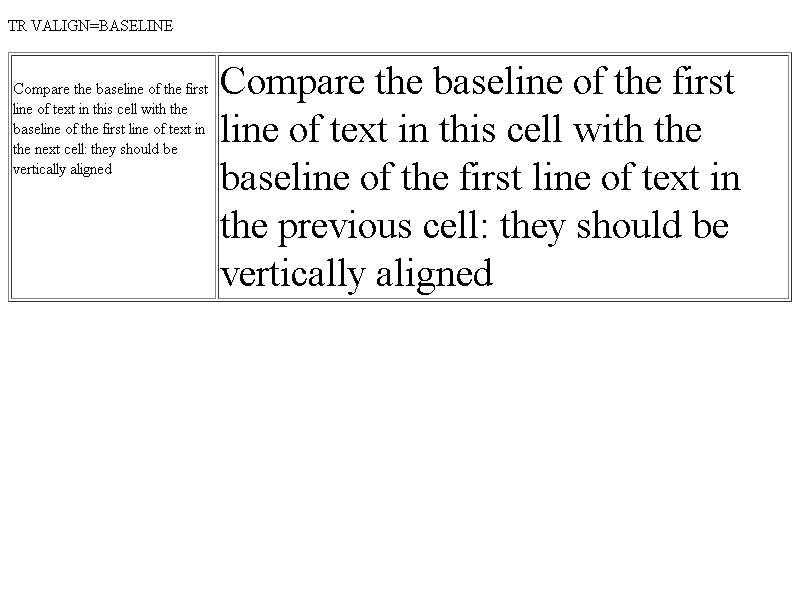 TR VALIGN=BASELINE
Compare the baseline of the first
line of text in this cell with the
baseline of the first line of text in
the next cell: they should be
vertically aligned
Compare the baseline of the first
line of text in this cell with the
baseline of the first line of text in
the previous cell: they should be
vertically aligned